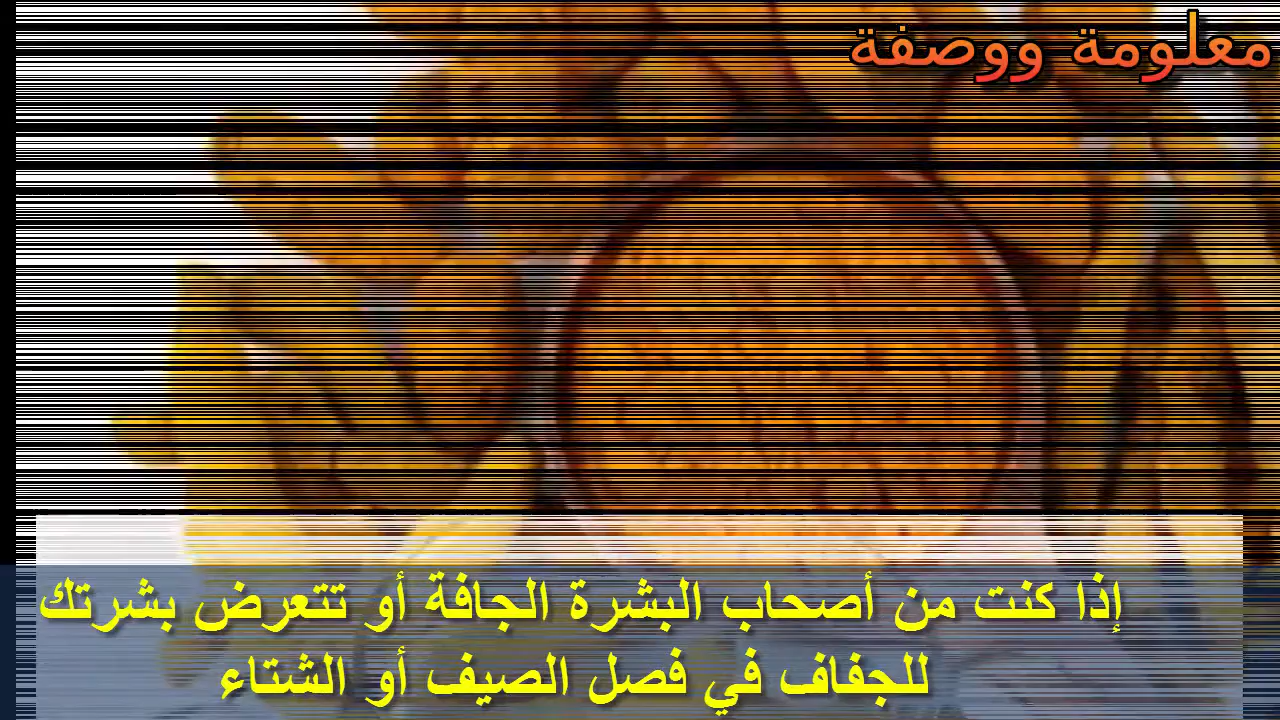 معلومة ووصفة
إذا كنت من أصحاب البشرة الجافة أو تتعرض بشرتك
للجفاف في فصل الصيف أو الشتاء